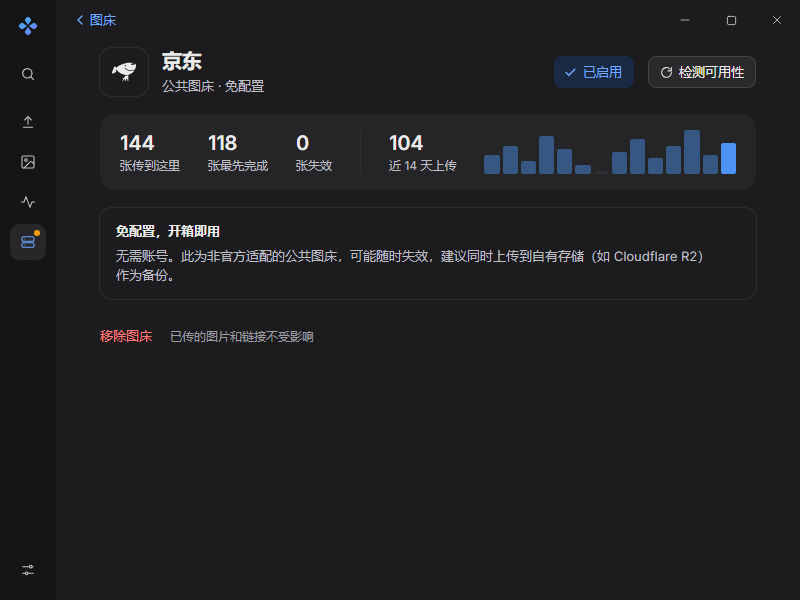 图床
京东
公共图床 · 免配置
已启用
检测可用性
144
张传到这里
118
张最先完成
0
张失效
104
近 14 天上传
免配置，开箱即用
无需账号。此为非官方适配的公共图床，可能随时失效，建议同时上传到自有存储（如 Cloudflare R2）
作为备份。
移除图床
已传的图片和链接不受影响